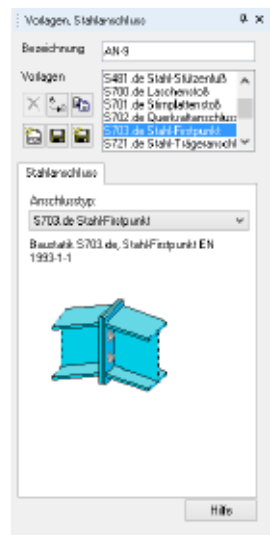 Vorlagen, Stahlanschluss
Bezeichnung AN-9
Vorlagen
S481.de Stahl-Stützenfuß
S700.de Laschenstoß
S701.de Stirnplattenstoß
S702.de Querkraftanschluss
S703.de Stahl-Firstpunkt
S721.de Stahl-Trägeranschl
Stahlanschluss
Anschlusstyp:
S703.de Stahl-Firstpunkt
Baustatik S703.de, Stahl-Firstpunkt EN
1993-1-1
Hilfe